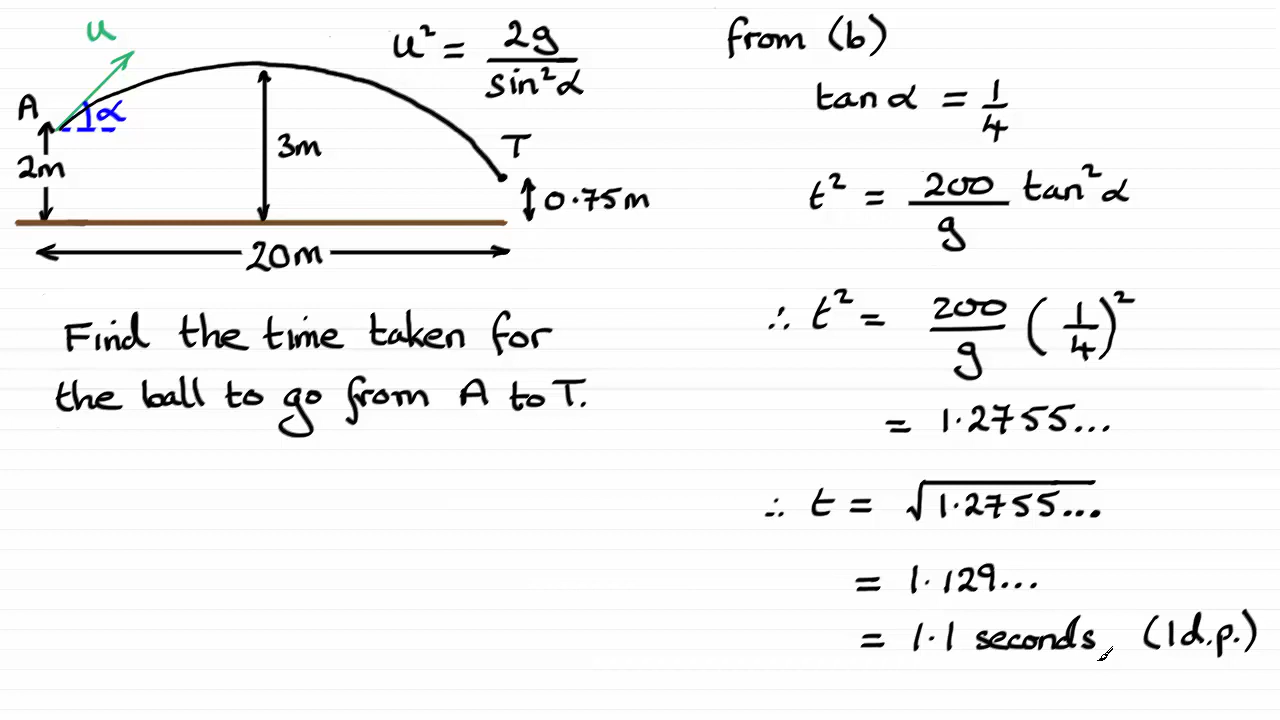 u
A
α
2m
3m
T
0.75m
20m
u² = 2g / sin²α
Find the time taken for
the ball to go from A to T.
from (b)
tan α = 1/4
t² = 200/g tan²α
∴ t² = 200/g (1/4)²
= 1.2755...
∴ t = √1.2755...
= 1.129...
= 1.1 seconds (1d.p.)